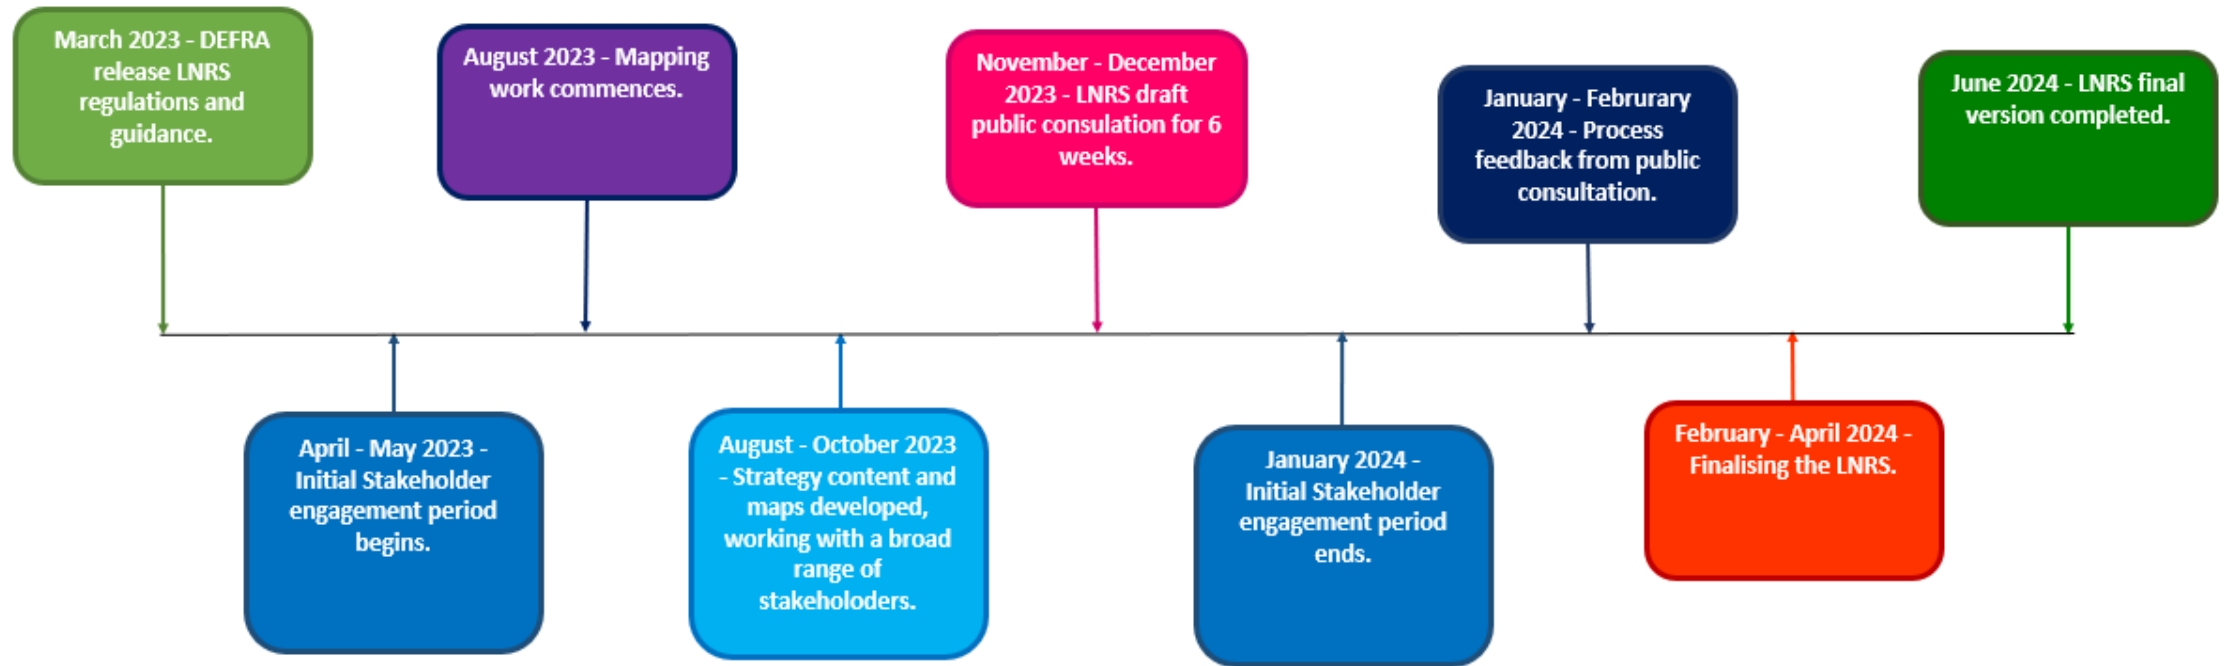 March 2023 - DEFRA
release LNRS
regulations and
guidance.
April - May 2023 -
Initial Stakeholder
engagement period
begins.
August 2023 - Mapping
work commences.
August - October 2023
- Strategy content and
maps developed,
working with a broad
range of
stakeholoders.
November - December
2023 - LNRS draft
public consulation for 6
weeks.
January 2024 -
Initial Stakeholder
engagement period
ends.
January - Februrary
2024 - Process
feedback from public
consultation.
February - April 2024 -
Finalising the LNRS.
June 2024 - LNRS final
version completed.